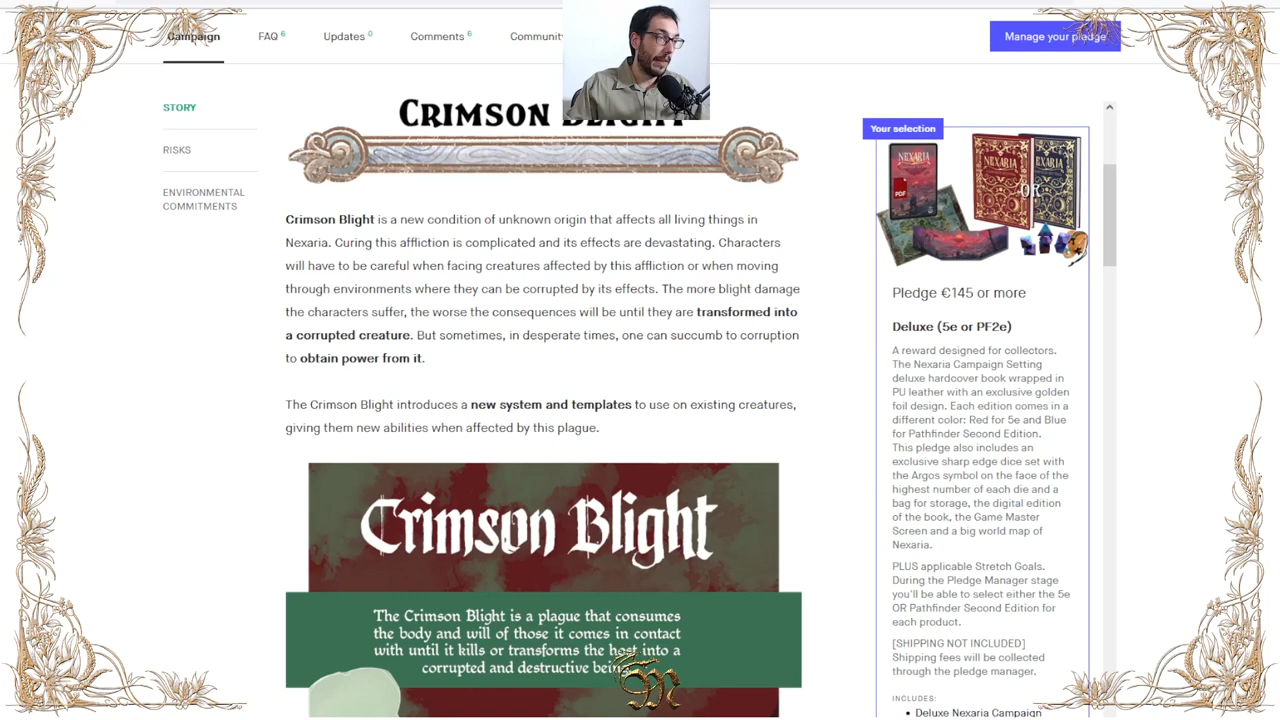 Campaign
FAQ 6
Updates 0
Comments 6
Manage your pledge
STORY
RISKS
ENVIRONMENTAL
COMMITMENTS
CRIMSON BLIGHT
Crimson Blight is a new condition of unknown origin that affects all living things in
Nexaria. Curing this affliction is complicated and its effects are devastating. Characters
will have to be careful when facing creatures affected by this affliction or when moving
through environments where they can be corrupted by its effects. The more blight damage
the characters suffer, the worse the consequences will be until they are transformed into
a corrupted creature. But sometimes, in desperate times, one can succumb to corruption
to obtain power from it.
The Crimson Blight introduces a new system and templates to use on existing creatures,
giving them new abilities when affected by this plague.
Crimson Blight
The Crimson Blight is a plague that consumes
the body and will of those it comes in contact
with until it kills or transforms the host into a
corrupted and destructive being
Your selection
NEXARIA
PDF
NEXARIA
NEXARIA
OR
Pledge €145 or more
Deluxe (5e or PF2e)
A reward designed for collectors.
The Nexaria Campaign Setting
deluxe hardcover book wrapped in
PU leather with an exclusive golden
foil design. Each edition comes in a
different color: Red for 5e and Blue
for Pathfinder Second Edition.
This pledge also includes an
exclusive sharp edge dice set with
the Argos symbol on the face of the
highest number of each die and a
bag for storage, the digital edition
of the book, the Game Master
Screen and a big world map of
Nexaria.
PLUS applicable Stretch Goals.
During the Pledge Manager stage
you'll be able to select either the 5e
OR Pathfinder Second Edition for
each product.
[SHIPPING NOT INCLUDED]
Shipping fees will be collected
through the pledge manager.
INCLUDES:
• Deluxe Nexaria Campaign